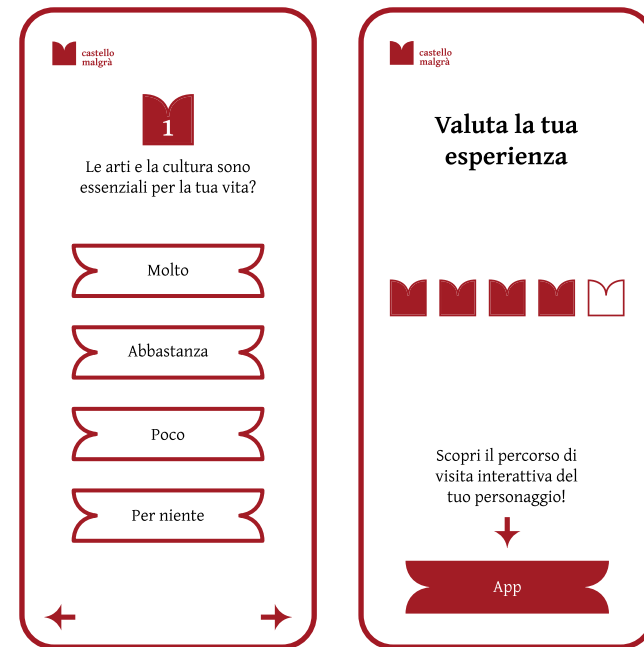 castello
malgrà
1
Le arti e la cultura sono
essenziali per la tua vita?
Molto
Abbastanza
Poco
Per niente
castello
malgrà
Valuta la tua
esperienza
Scopri il percorso di
visita interattiva del
tuo personaggio!
App